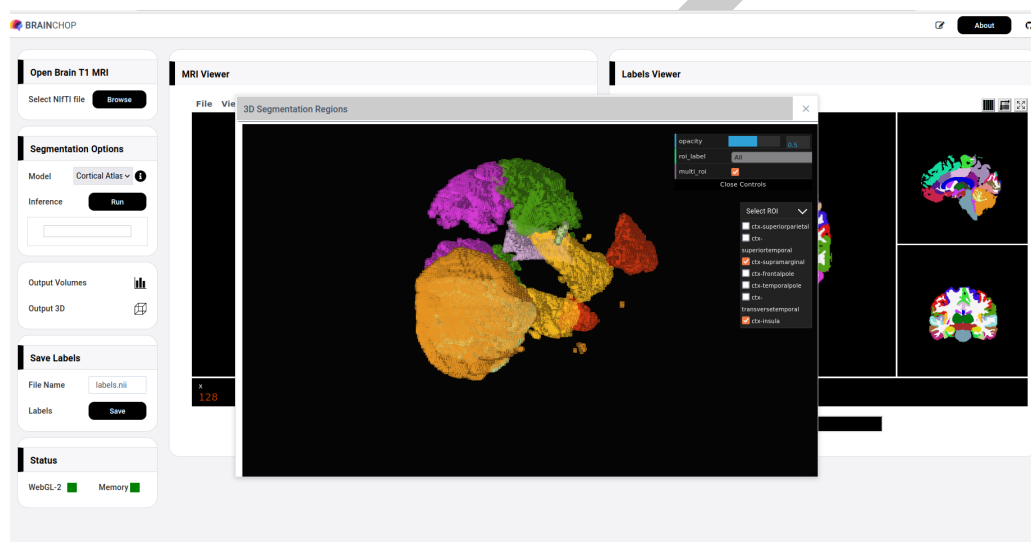 BRAINCHOP
About
Open Brain T1 MRI
Select NIfTI file
Browse
Segmentation Options
Model
Cortical Atlas
Inference
Run
Output Volumes
Output 3D
Save Labels
File Name
labels.nii
Labels
Save
Status
WebGL-2
Memory
MRI Viewer
File
x
128
3D Segmentation Regions
×
opacity
0.5
roi_label
All
multi_roi
Close Controls
Select ROI
ctx-superiorparietal
ctx-
superiortemporal
ctx-supramarginal
ctx-frontalpole
ctx-temporalpole
ctx-
transversetemporal
ctx-insula
Labels Viewer